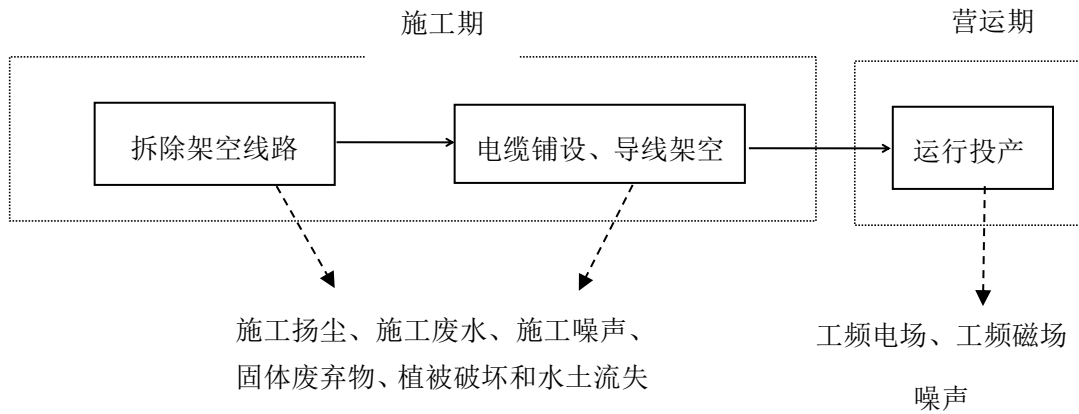 施工期
营运期
拆除架空线路
电缆铺设、导线架空
运行投产
施工扬尘、施工废水、施工噪声、
固体废弃物、植被破坏和水土流失
工频电场、工频磁场
噪声